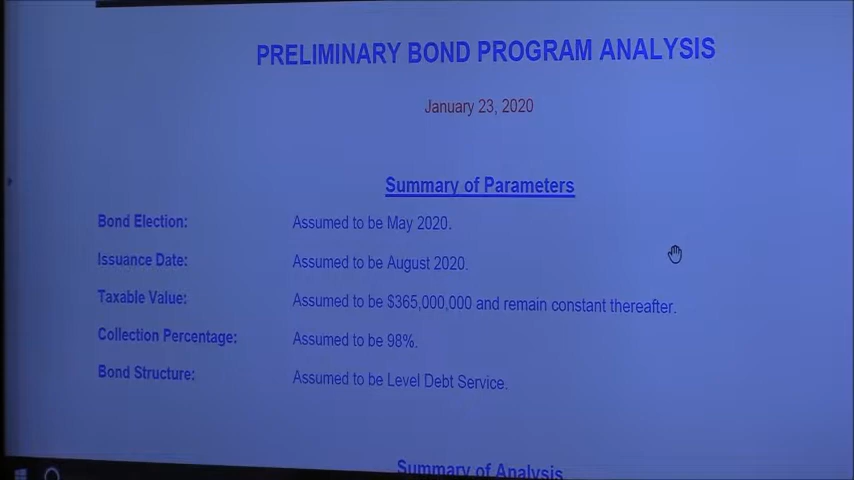 PRELIMINARY BOND PROGRAM ANALYSIS
January 23, 2020
Summary of Parameters
Bond Election: Assumed to be May 2020.
Issuance Date: Assumed to be August 2020.
Taxable Value: Assumed to be $365,000,000 and remain constant thereafter.
Collection Percentage: Assumed to be 98%.
Bond Structure: Assumed to be Level Debt Service.
Summary of Analysis